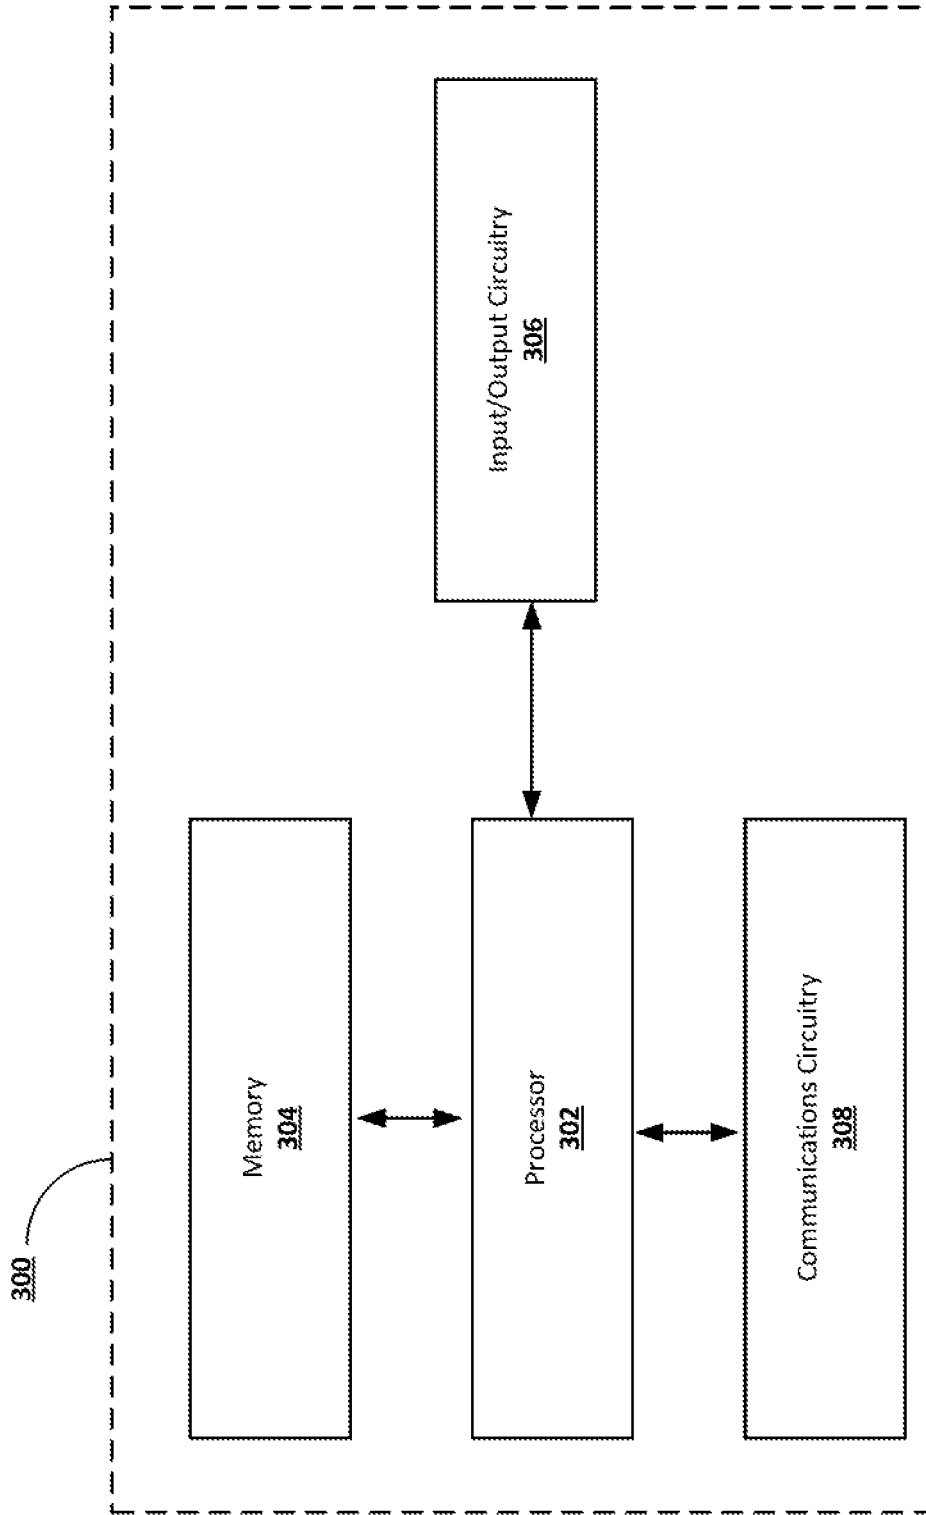 300
Memory
304
Processor
302
Input/Output Circuitry
306
Communications Circuitry
308